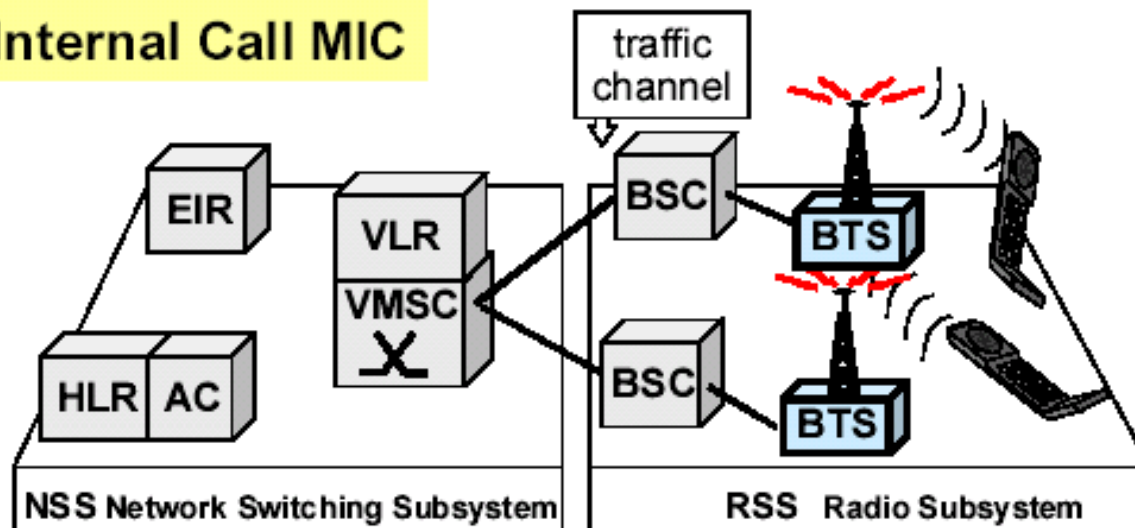 Internal Call MIC
traffic
channel
EIR
VLR
VMSC
HLR AC
BSC
BTS
BSC
BTS
NSS Network Switching Subsystem
RSS Radio Subsystem